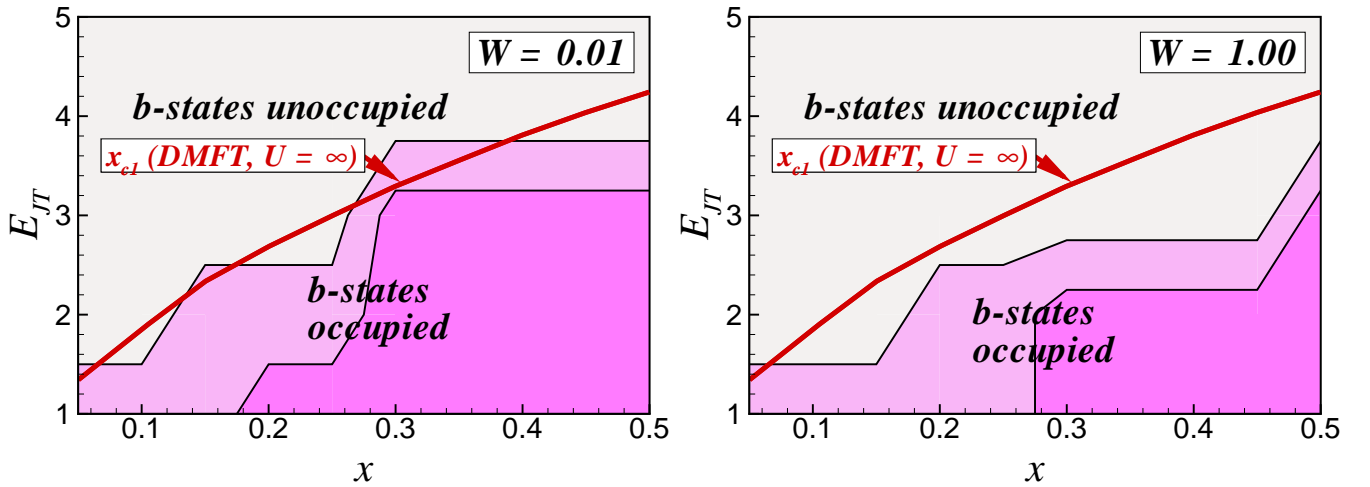 5
W = 0.01
b-states unoccupied
4
x_c1 (DMFT, U = ∞)
E_JT
3
b-states
occupied
2
1
0.1 0.2 0.3 0.4 0.5
x
5
W = 1.00
b-states unoccupied
4
x_c1 (DMFT, U = ∞)
E_JT
3
b-states
occupied
2
1
0.1 0.2 0.3 0.4 0.5
x